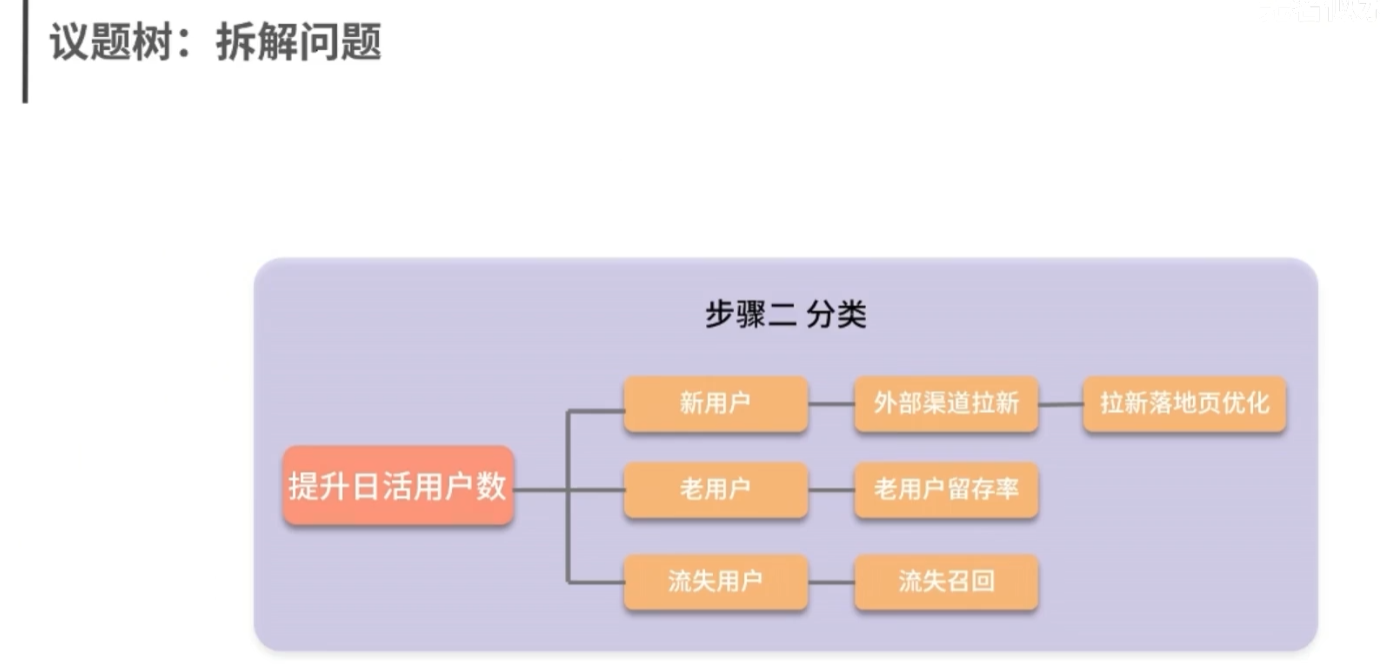 议题树：拆解问题
步骤二 分类
提升日活用户数
新用户
外部渠道拉新
拉新落地页优化
老用户
老用户留存率
流失用户
流失召回